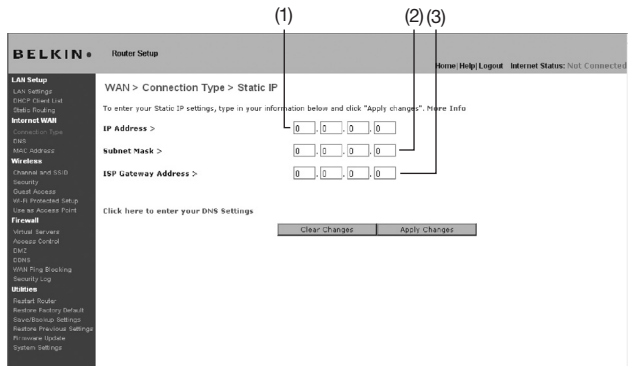 (1) (2) (3)
BELKIN
Router Setup
Home|Help|Logout Internet Status: Not Connected
LAN Setup
LAN Settings
DHCP Client List
Static Routing
Internet WAN
Connection Type
DNS
MAC Address
Wireless
Channel and SSID
Security
Guest Access
Wi-Fi Protected Setup
Use as Access Point
Firewall
Virtual Servers
Access Control
DMZ
DDNS
WAN Ping Blocking
Security Log
Utilities
Restart Router
Restore Factory Default
Save/Backup Settings
Restore Previous Settings
Firmware Update
System Settings
WAN > Connection Type > Static IP
To enter your Static IP settings, type in your information below and click "Apply changes". More Info
IP Address > 0 . 0 . 0 . 0
Subnet Mask > 0 . 0 . 0 . 0
ISP Gateway Address > 0 . 0 . 0 . 0
Click here to enter your DNS Settings
Clear Changes Apply Changes